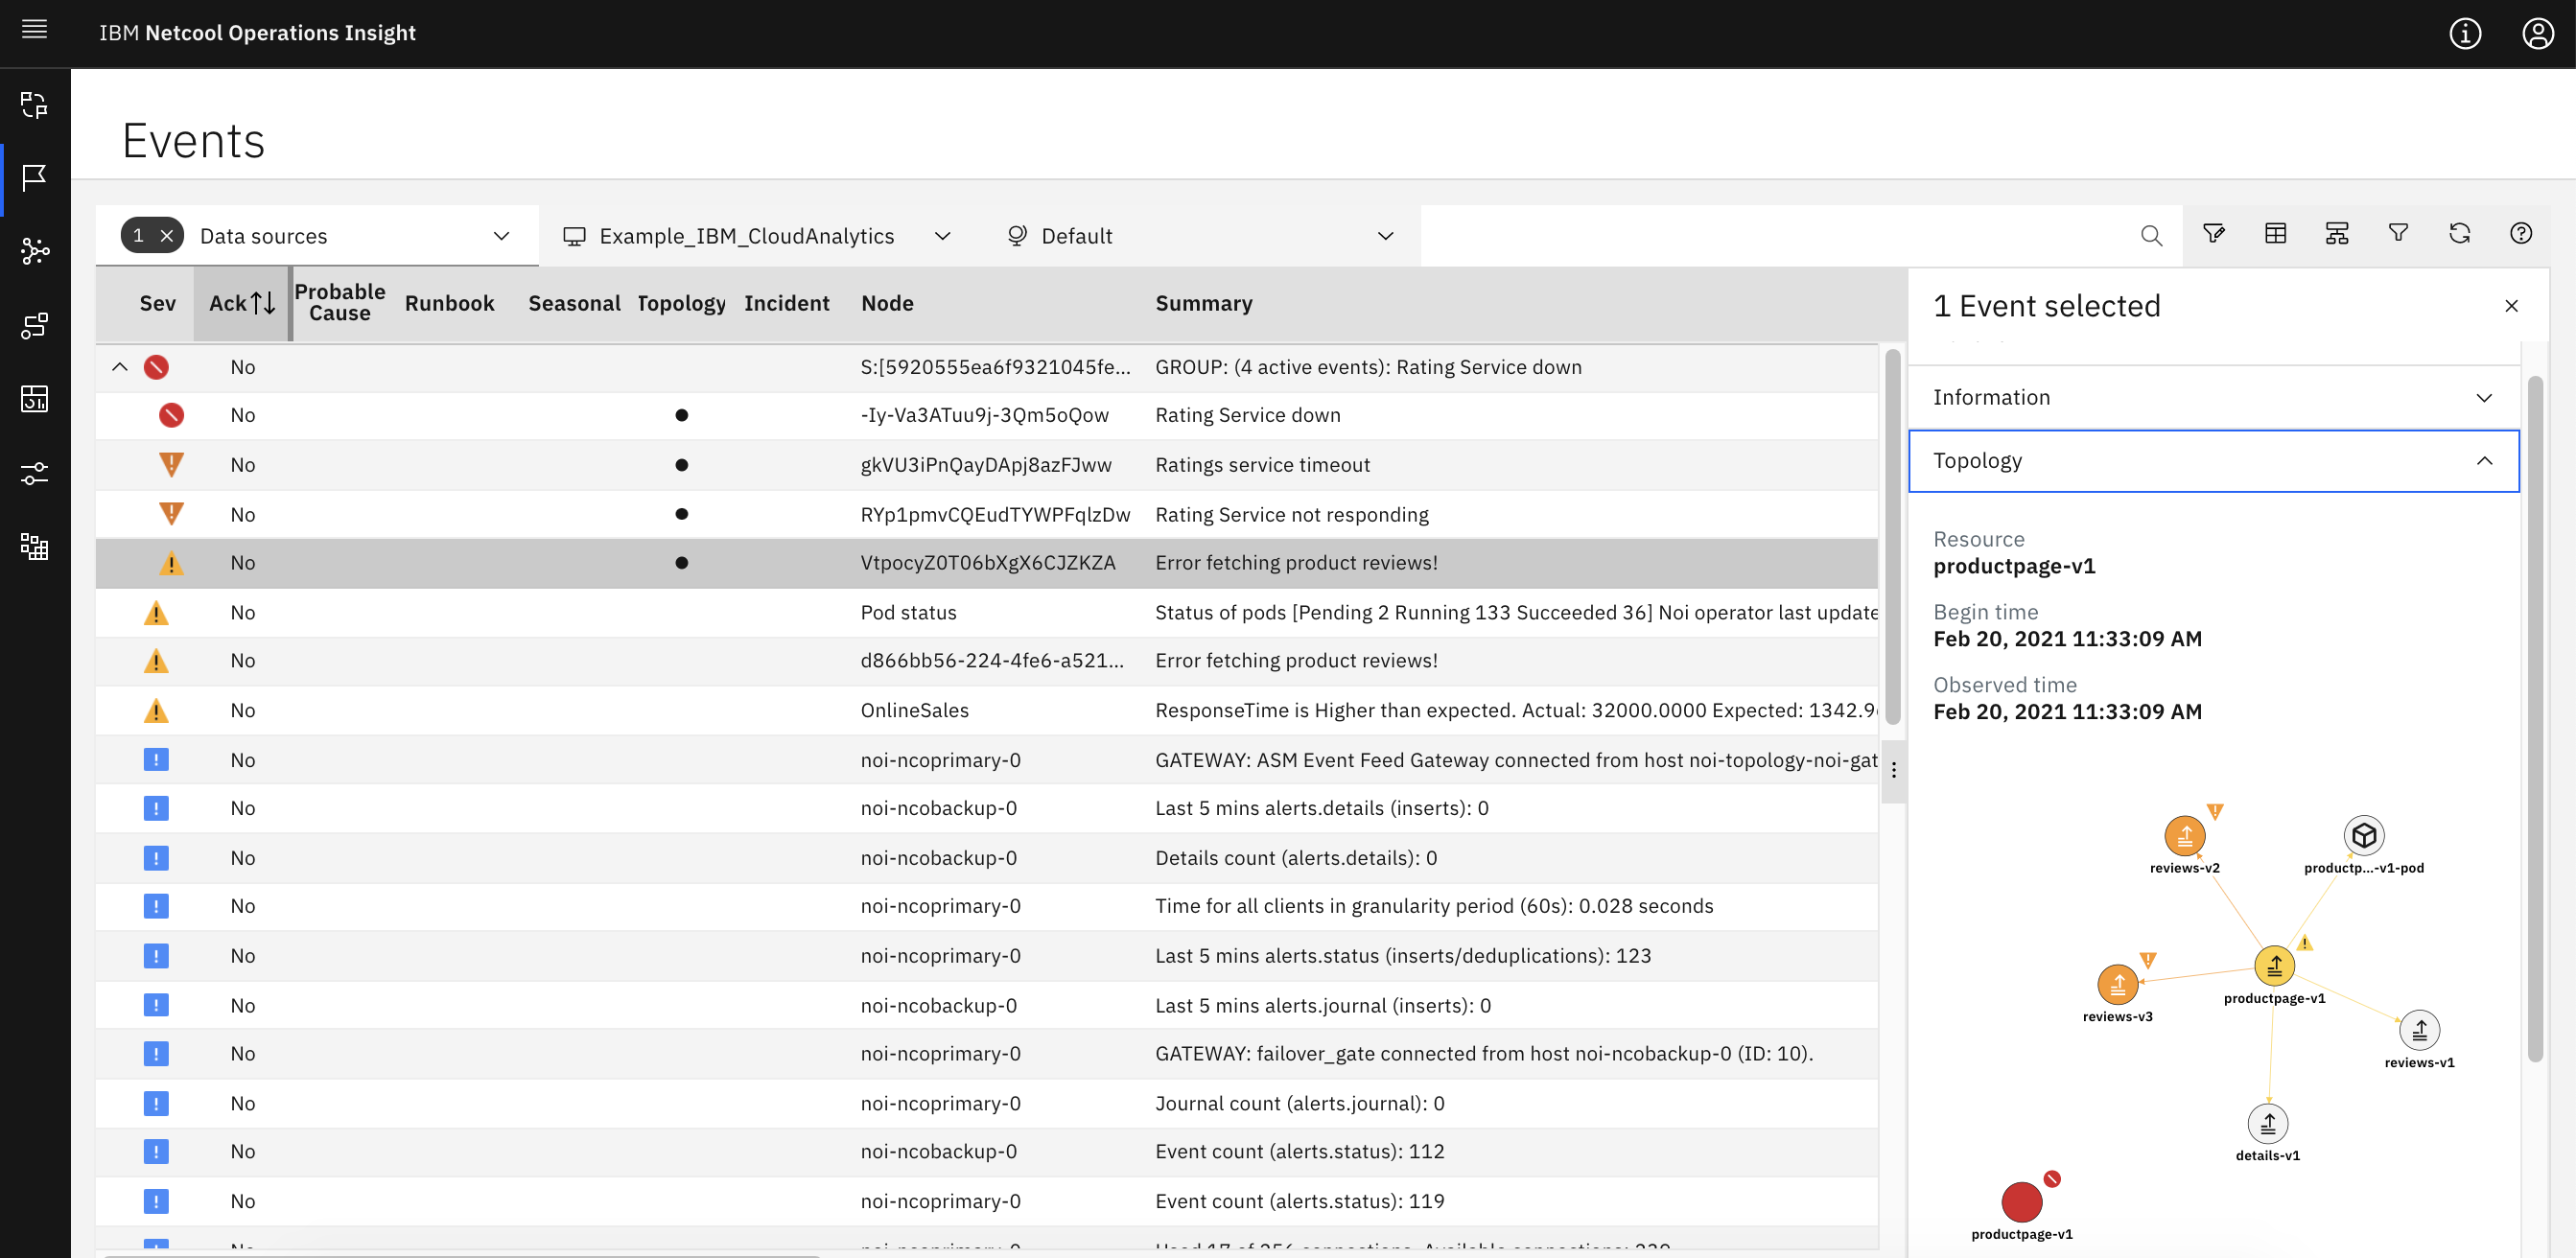 IBM Netcool Operations Insight
Events
1 Data sources Example_IBM_CloudAnalytics Default
Sev Ack Probable Cause Runbook Seasonal Topology Incident Node Summary
No S:[5920555ea6f9321045fe... GROUP: (4 active events): Rating Service down
No -Iy-Va3ATuu9j-3Qm5oQow Rating Service down
No gkVU3iPnQayDApj8azFJww Ratings service timeout
No RYp1pmvCQEudTYWPFqlzDw Rating Service not responding
No VtpocyZ0T06bXgX6CJZKZA Error fetching product reviews!
No Pod status Status of pods [Pending 2 Running 133 Succeeded 36] Noi operator last update
No d866bb56-224-4fe6-a521... Error fetching product reviews!
No OnlineSales ResponseTime is Higher than expected. Actual: 32000.0000 Expected: 1342.9
No noi-ncoprimary-0 GATEWAY: ASM Event Feed Gateway connected from host noi-topology-noi-gat
No noi-ncobackup-0 Last 5 mins alerts.details (inserts): 0
No noi-ncobackup-0 Details count (alerts.details): 0
No noi-ncoprimary-0 Time for all clients in granularity period (60s): 0.028 seconds
No noi-ncoprimary-0 Last 5 mins alerts.status (inserts/deduplications): 123
No noi-ncobackup-0 Last 5 mins alerts.journal (inserts): 0
No noi-ncoprimary-0 GATEWAY: failover_gate connected from host noi-ncobackup-0 (ID: 10).
No noi-ncoprimary-0 Journal count (alerts.journal): 0
No noi-ncobackup-0 Event count (alerts.status): 112
No noi-ncoprimary-0 Event count (alerts.status): 119
1 Event selected
Information
Topology
Resource
productpage-v1
Begin time
Feb 20, 2021 11:33:09 AM
Observed time
Feb 20, 2021 11:33:09 AM
reviews-v2
productp...-v1-pod
productpage-v1
reviews-v3
reviews-v1
details-v1
productpage-v1